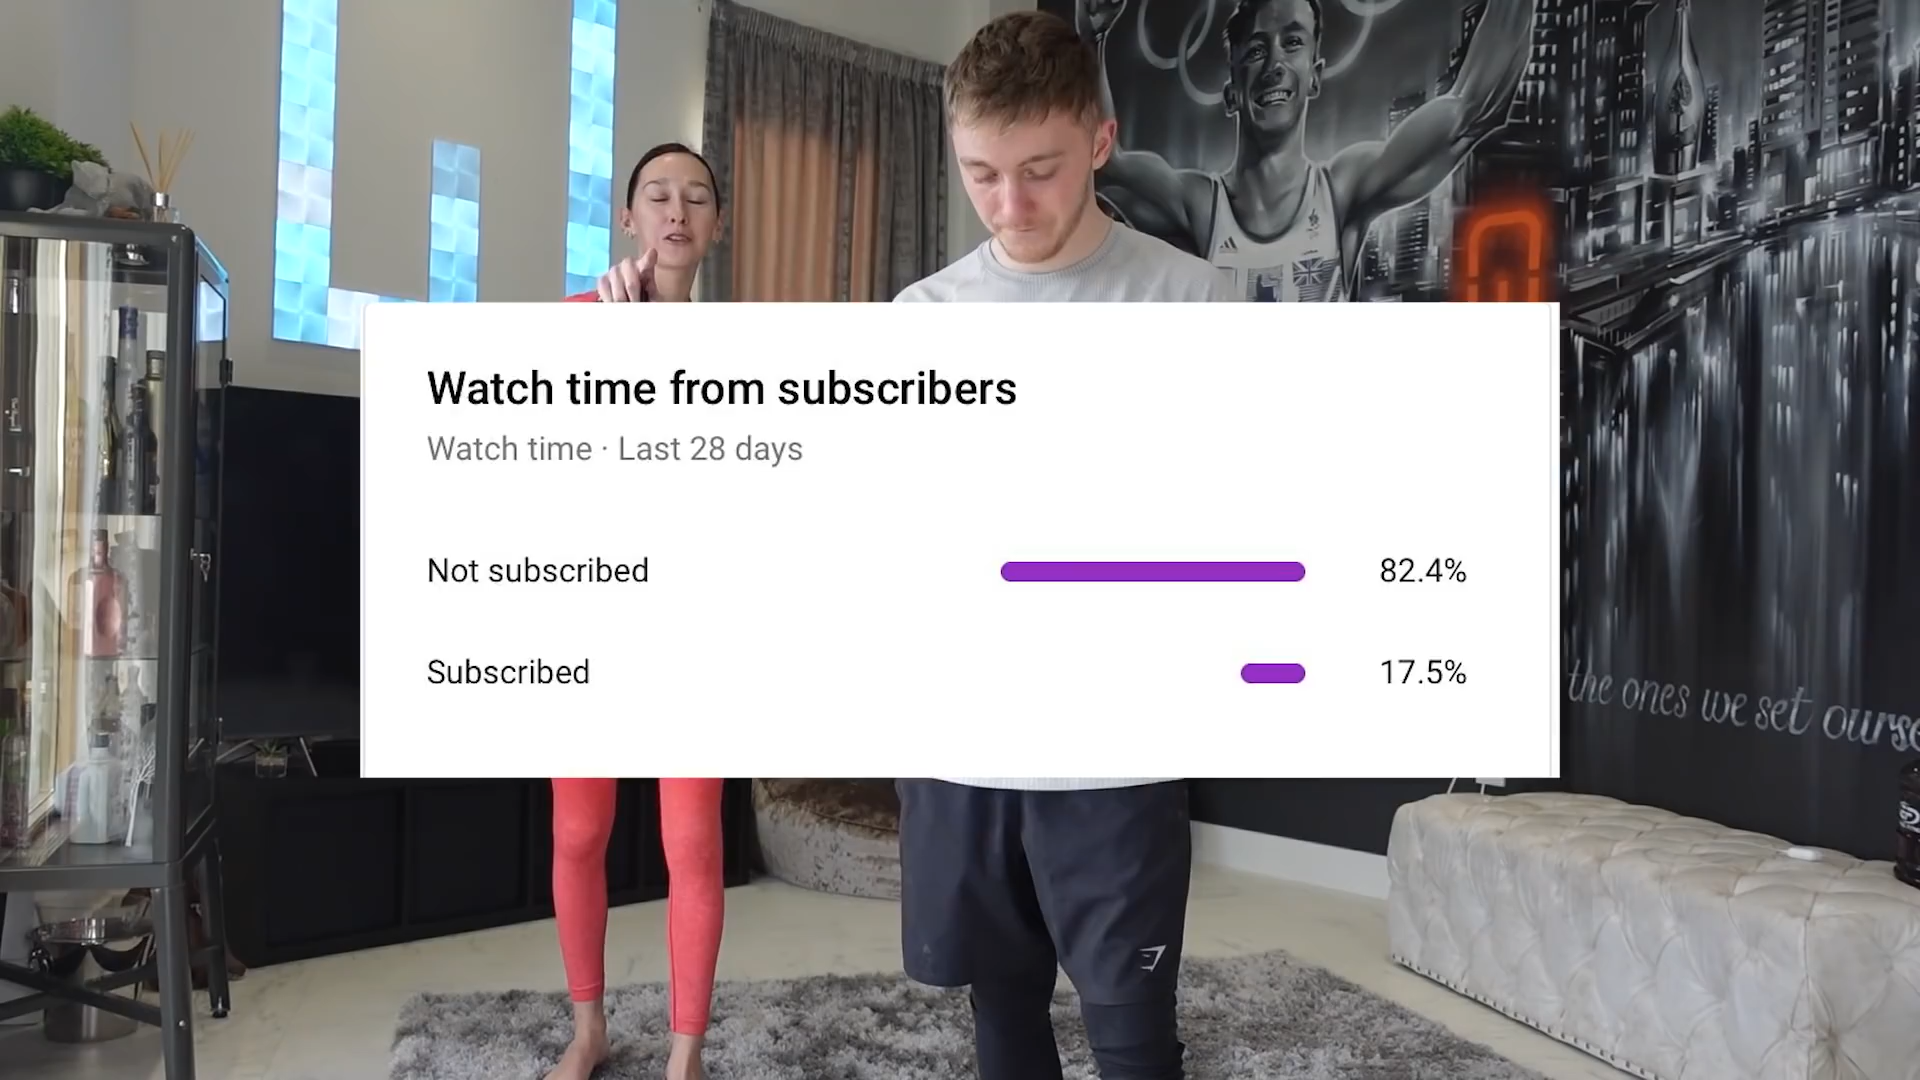 Watch time from subscribers
Watch time · Last 28 days
Not subscribed 82.4%
Subscribed 17.5%
the ones we set ourse